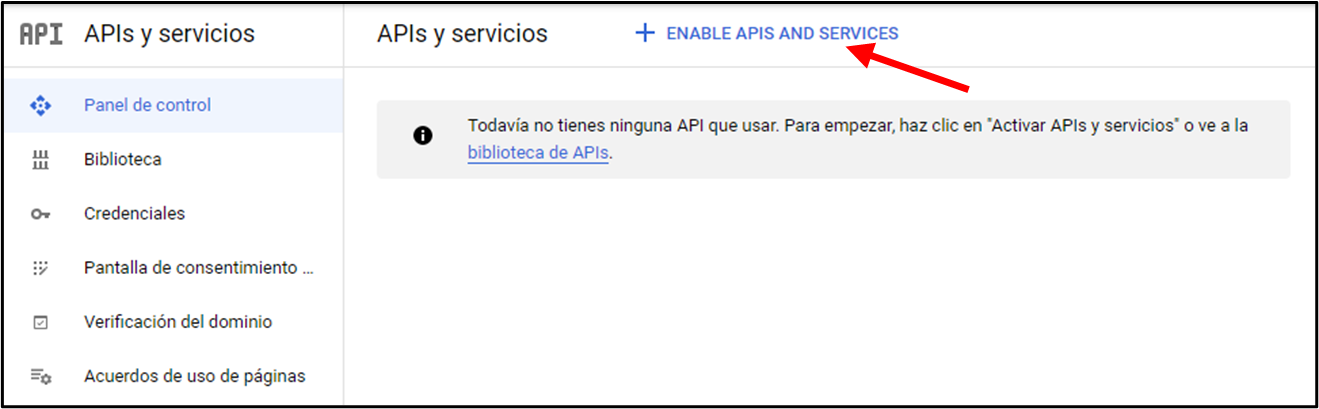 API APIs y servicios
APIs y servicios
ENABLE APIS AND SERVICES
Panel de control
Biblioteca
Credenciales
Pantalla de consentimiento ...
Verificación del dominio
Acuerdos de uso de páginas
Todavía no tienes ninguna API que usar. Para empezar, haz clic en "Activar APIs y servicios" o ve a la
biblioteca de APIs.